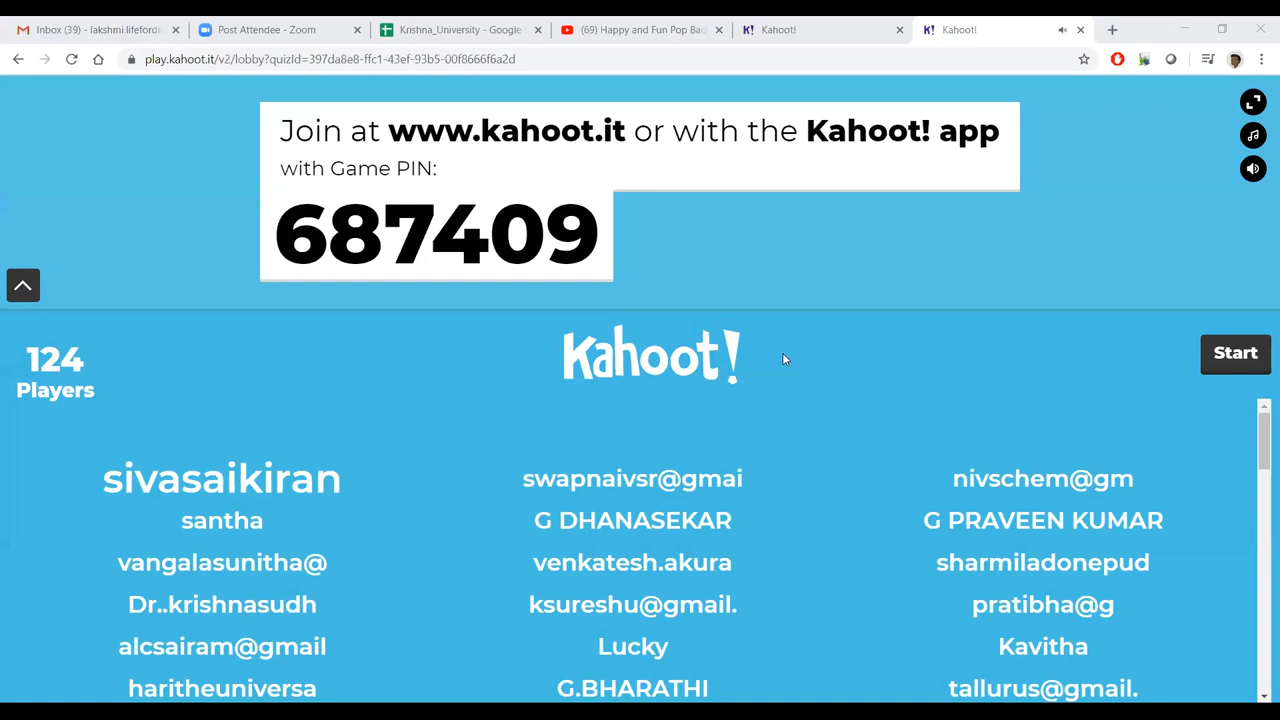 Inbox (39) - lakshmi.lifeford
Post Attendee - Zoom
Krishna_University - Google
(69) Happy and Fun Pop Bac
Kahoot!
Kahoot!
play.kahoot.it/v2/lobby?quizId=397da8e8-ffc1-43ef-93b5-00f8666f6a2d
Join at www.kahoot.it or with the Kahoot! app
with Game PIN:
687409
124
Players
Kahoot!
Start
sivasaikiran
swapnaivsr@gmai
nivschem@gm
santha
G DHANASEKAR
G PRAVEEN KUMAR
vangalasunitha@
venkatesh.akura
sharmiladonepud
Dr..krishnasudh
ksureshu@gmail.
pratibha@g
alcsairam@gmail
Lucky
Kavitha
haritheuniversa
G.BHARATHI
tallurus@gmail.